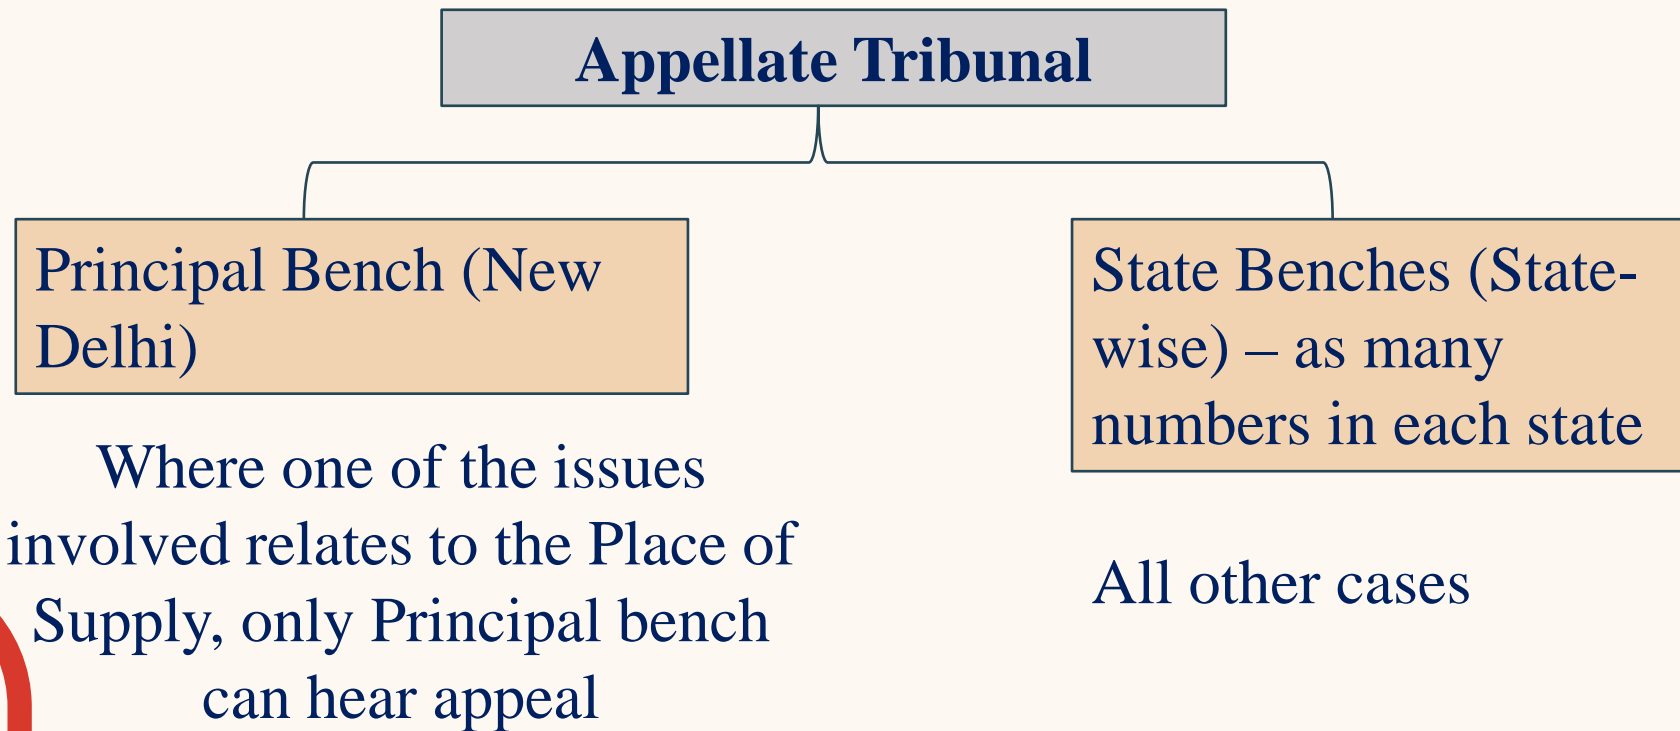 Appellate Tribunal
Principal Bench (New
Delhi)
Where one of the issues
involved relates to the Place of
Supply, only Principal bench
can hear appeal
State Benches (State-
wise) – as many
numbers in each state
All other cases